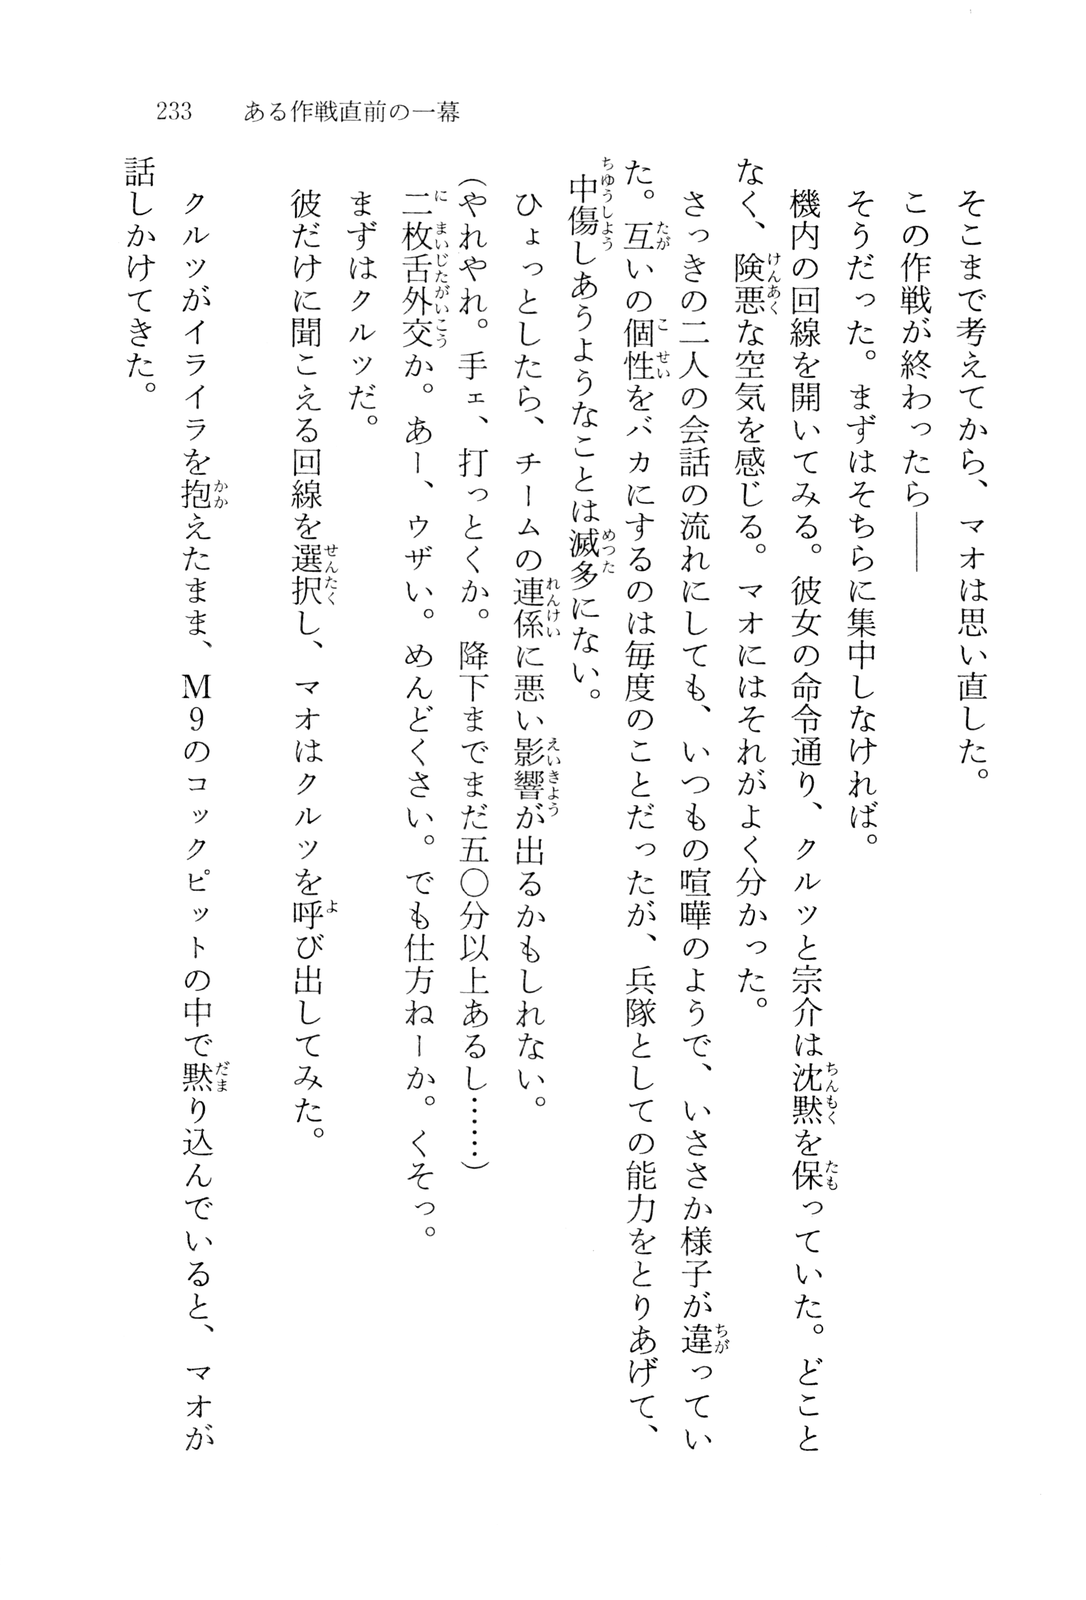 233　ある作戦直前の一幕
そこまで考えてから、マオは思い直した。
この作戦が終わったら――
そうだった。まずはそちらに集中しなければ。
機内の回線を開いてみる。彼女の命令通り、クルツと宗介は沈黙を保っていた。どこと
なく、険悪な空気を感じる。マオにはそれがよく分かった。
さっきの二人の会話の流れにしても、いつもの喧嘩のようで、いささか様子が違ってい
た。互いの個性をバカにするのは毎度のことだったが、兵隊としての能力をとりあげて、
中傷しあうようなことは滅多にない。
ひょっとしたら、チームの連係に悪い影響が出るかもしれない。
（やれやれ。手ェ、打っとくか。降下までまだ五〇分以上あるし……）
二枚舌外交か。あー、ウザい。めんどくさい。でも仕方ねーか。くそっ。
まずはクルツだ。
彼だけに聞こえる回線を選択し、マオはクルツを呼び出してみた。
クルツがイライラを抱えたまま、M9のコックピットの中で黙り込んでいると、マオが
話しかけてきた。